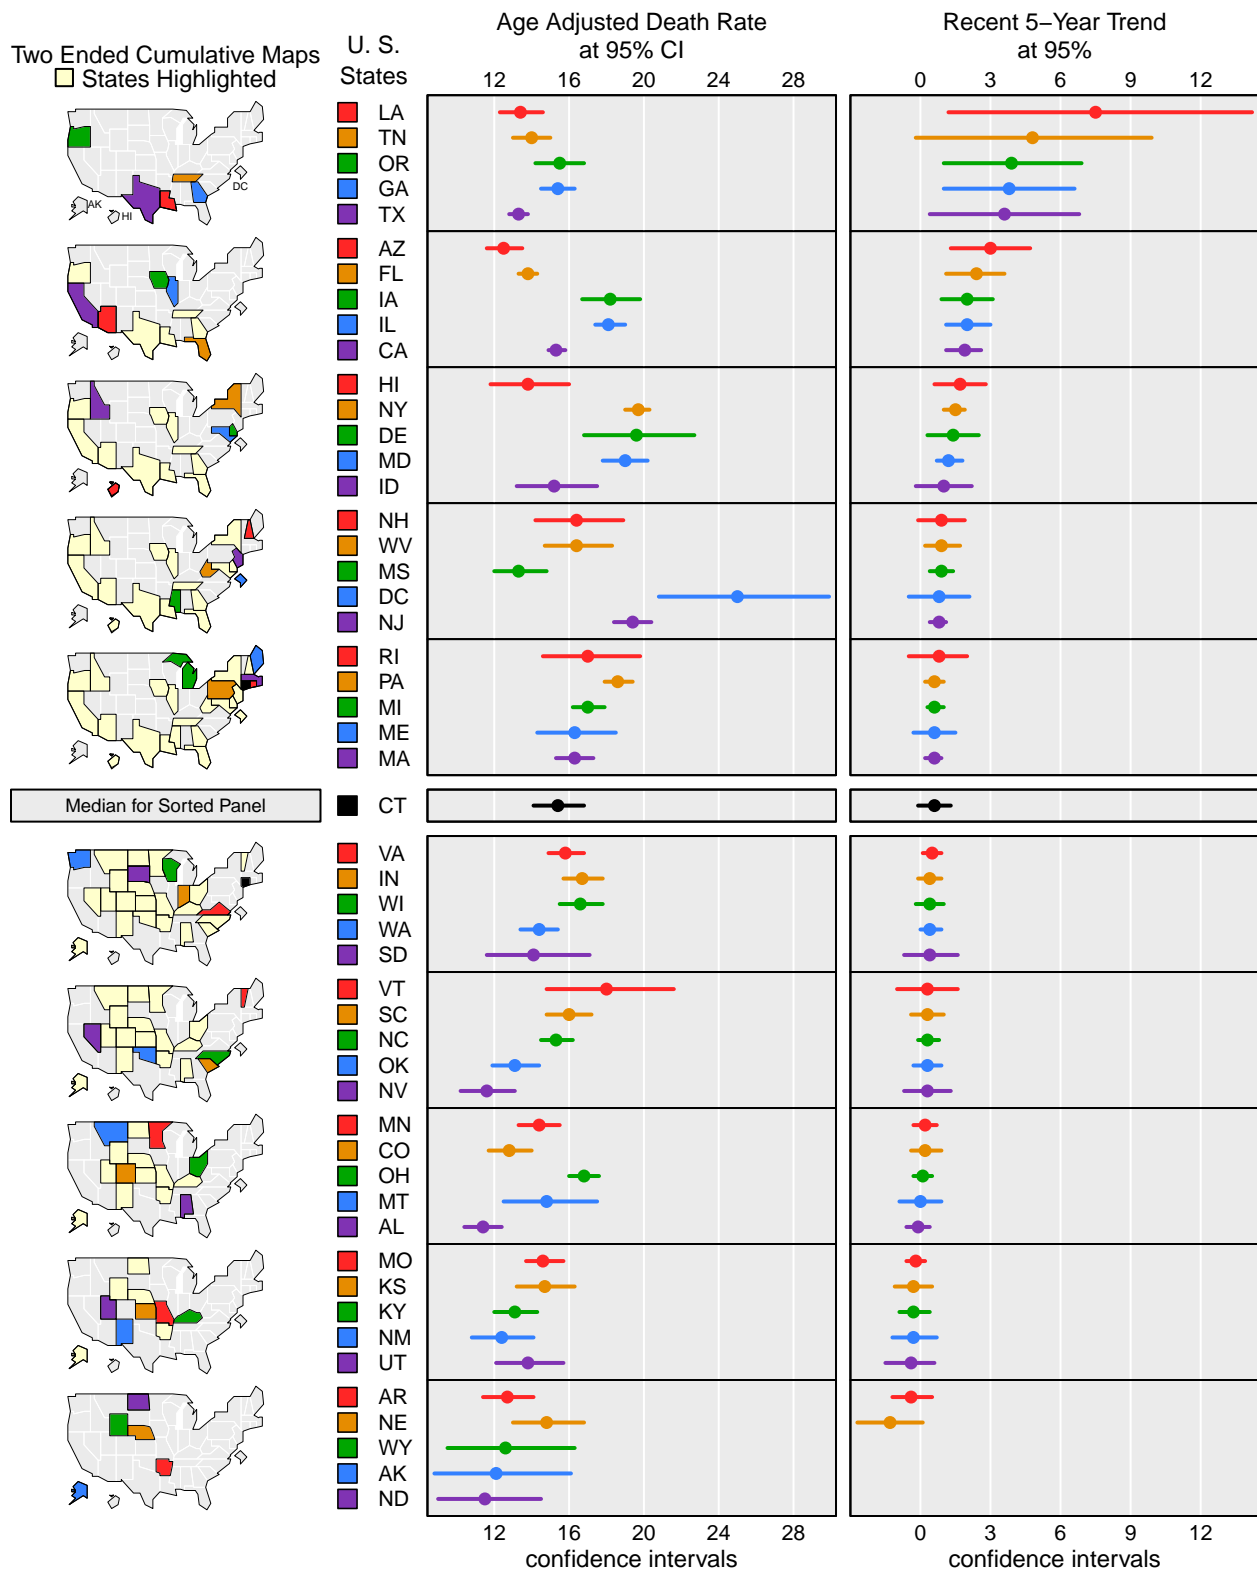 Two Ended Cumulative Maps
States Highlighted
U. S.
States
Age Adjusted Death Rate
at 95% CI
12 16 20 24 28
Recent 5−Year Trend
at 95%
0 3 6 9 12
AK
HI
DC
LA
TN
OR
GA
TX
AZ
FL
IA
IL
CA
HI
NY
DE
MD
ID
NH
WV
MS
DC
NJ
RI
PA
MI
ME
MA
Median for Sorted Panel
CT
VA
IN
WI
WA
SD
VT
SC
NC
OK
NV
MN
CO
OH
MT
AL
MO
KS
KY
NM
UT
AR
NE
WY
AK
ND
12 16 20 24 28
confidence intervals
0 3 6 9 12
confidence intervals